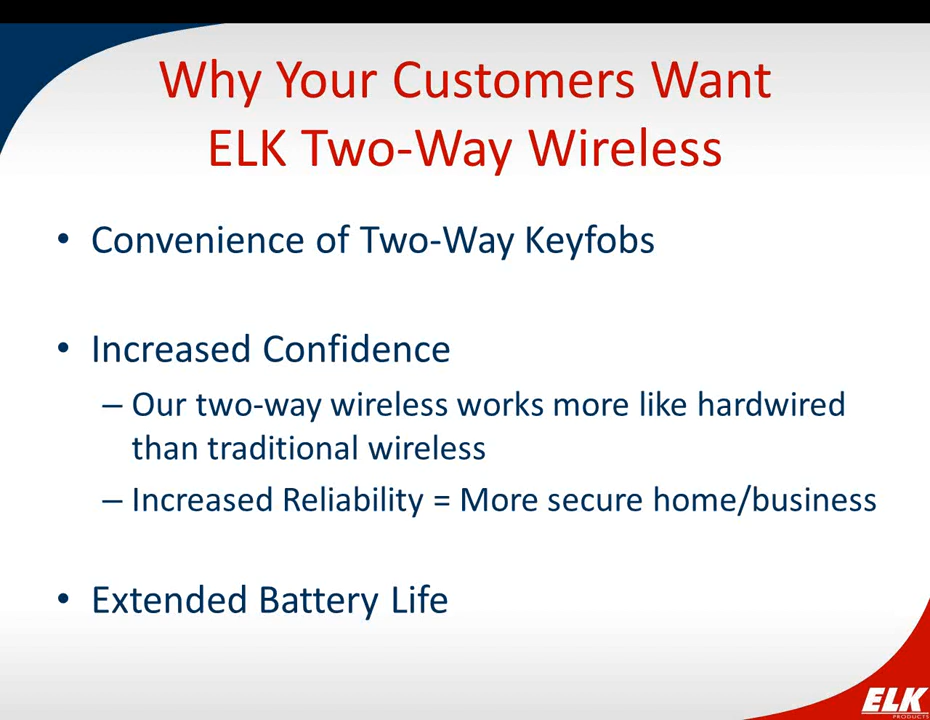 Why Your Customers Want
ELK Two-Way Wireless
• Convenience of Two-Way Keyfobs
• Increased Confidence
– Our two-way wireless works more like hardwired
than traditional wireless
– Increased Reliability = More secure home/business
• Extended Battery Life
ELK
PRODUCTS